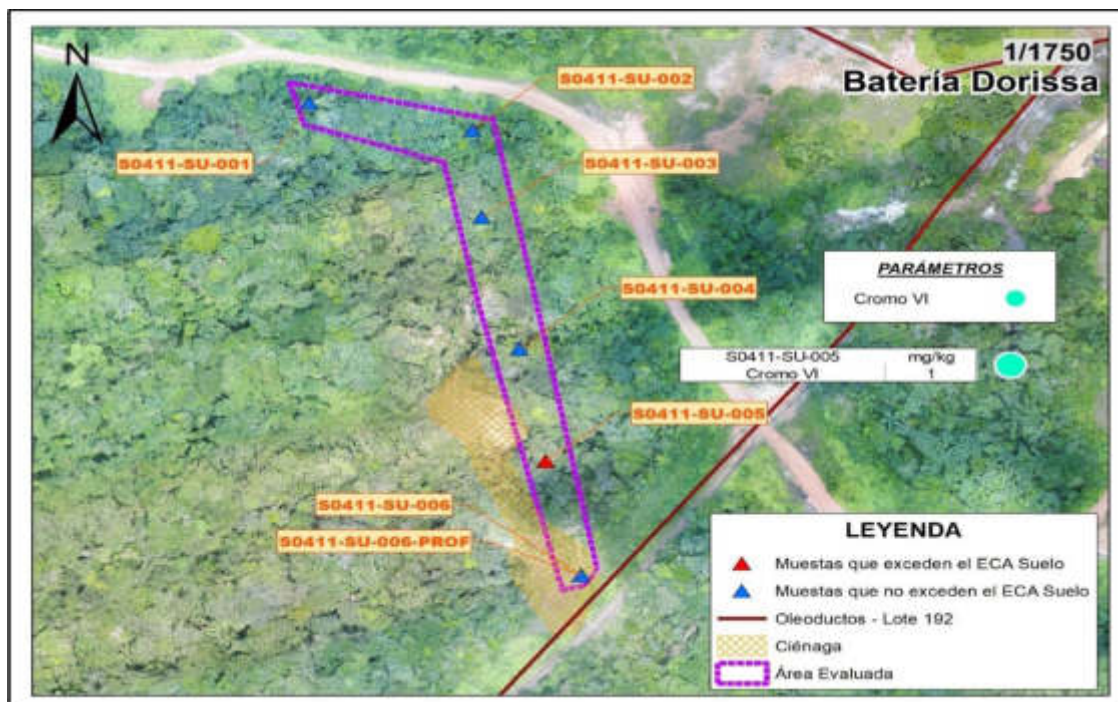 N
1/1750
Batería Dorissa
S0411-SU-002
S0411-SU-001
S0411-SU-003
PARÁMETROS
Cromo VI
S0411-SU-004
S0411-SU-005 mg/kg
Cromo VI 1
S0411-SU-005
S0411-SU-006
S0411-SU-006-PROF
LEYENDA
Muestas que exceden el ECA Suelo
Muestas que no exceden el ECA Suelo
Oleoductos - Lote 192
Ciénaga
Área Evaluada